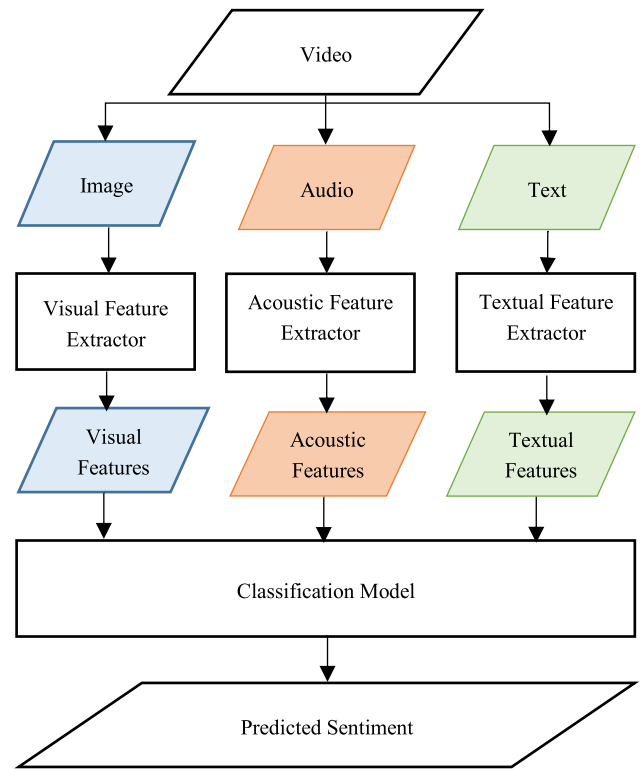 Video
Image
Audio
Text
Visual Feature
Extractor
Acoustic Feature
Extractor
Textual Feature
Extractor
Visual
Features
Acoustic
Features
Textual
Features
Classification Model
Predicted Sentiment